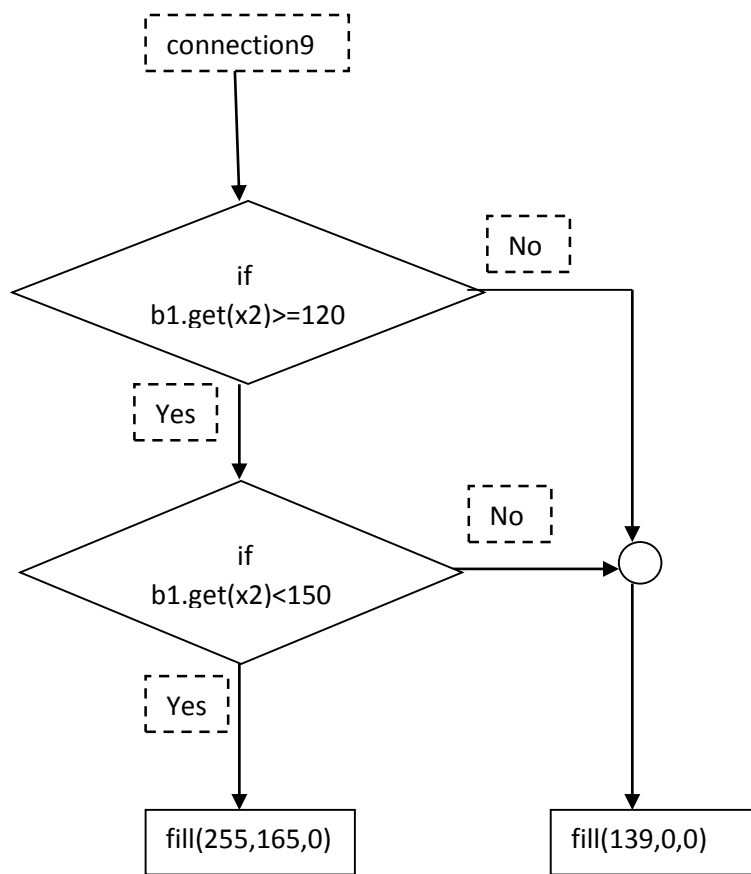 connection9
No
if
b1.get(x2)>=120
Yes
No
if
b1.get(x2)<150
Yes
fill(255,165,0)
fill(139,0,0)